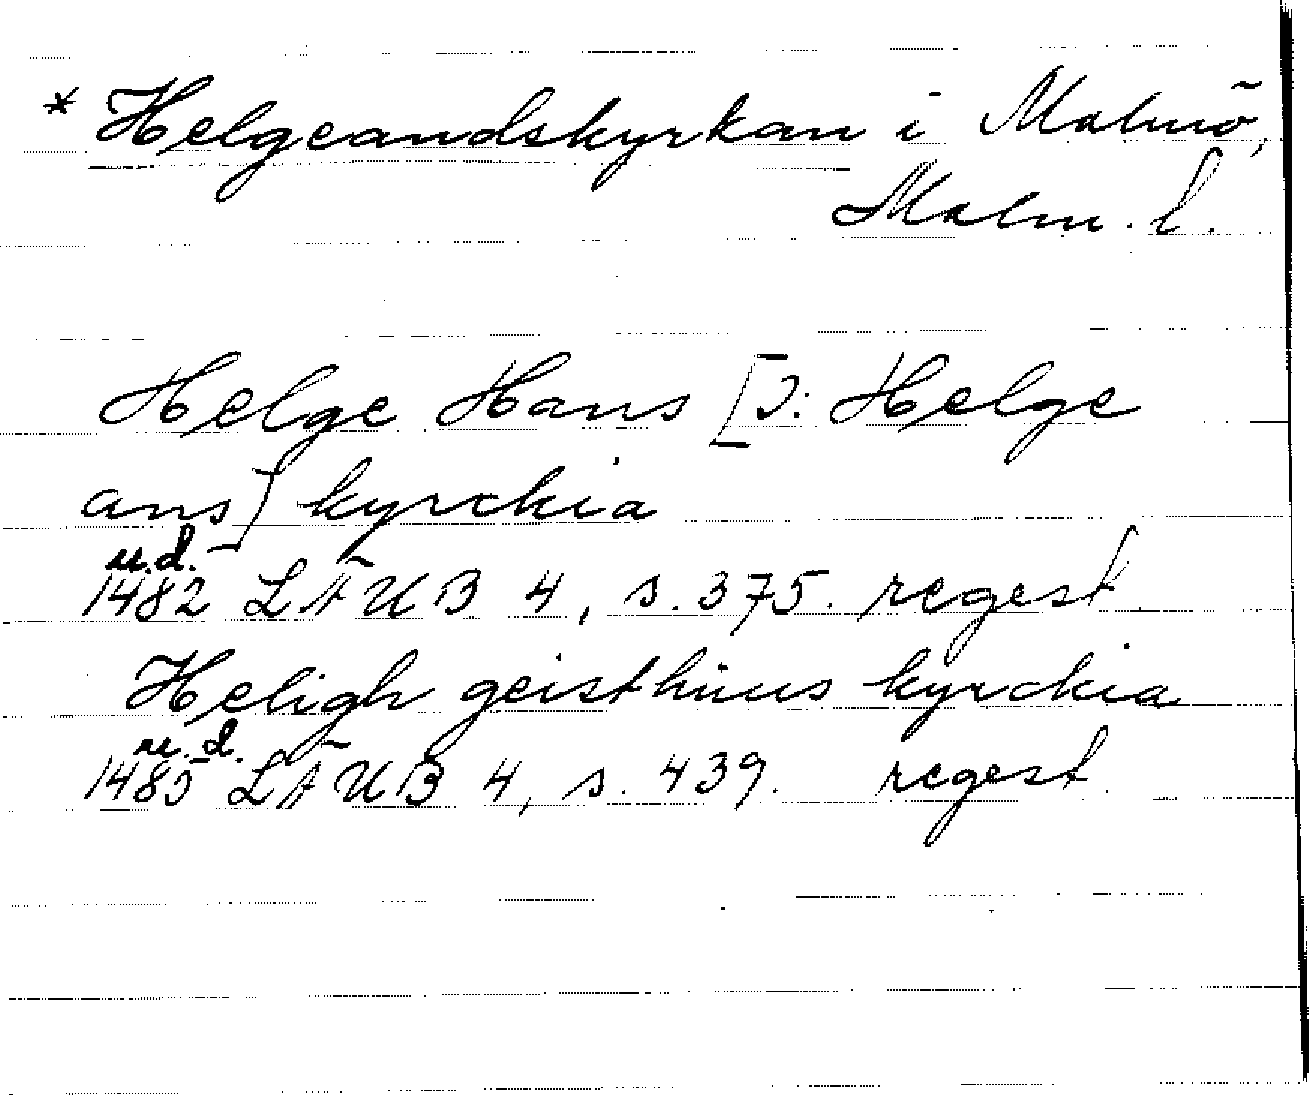 * Helgeandskyrkan i Malmö,
Malm. l.
Helge Hans [ɔ: Helge
ans] kyrckia
u.d.
1482 LÄUB 4, s. 375. regest
Heligh geisthuus kyrckia
u.d.
1485 LÄUB 4, s. 439. regest